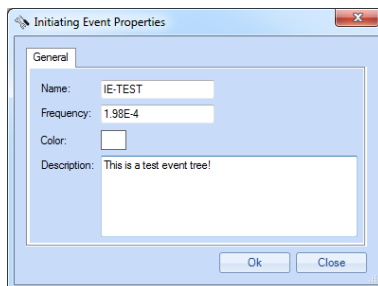 Initiating Event Properties
General
Name: IE-TEST
Frequency: 1.98E-4
Color:
Description: This is a test event tree!
Ok Close